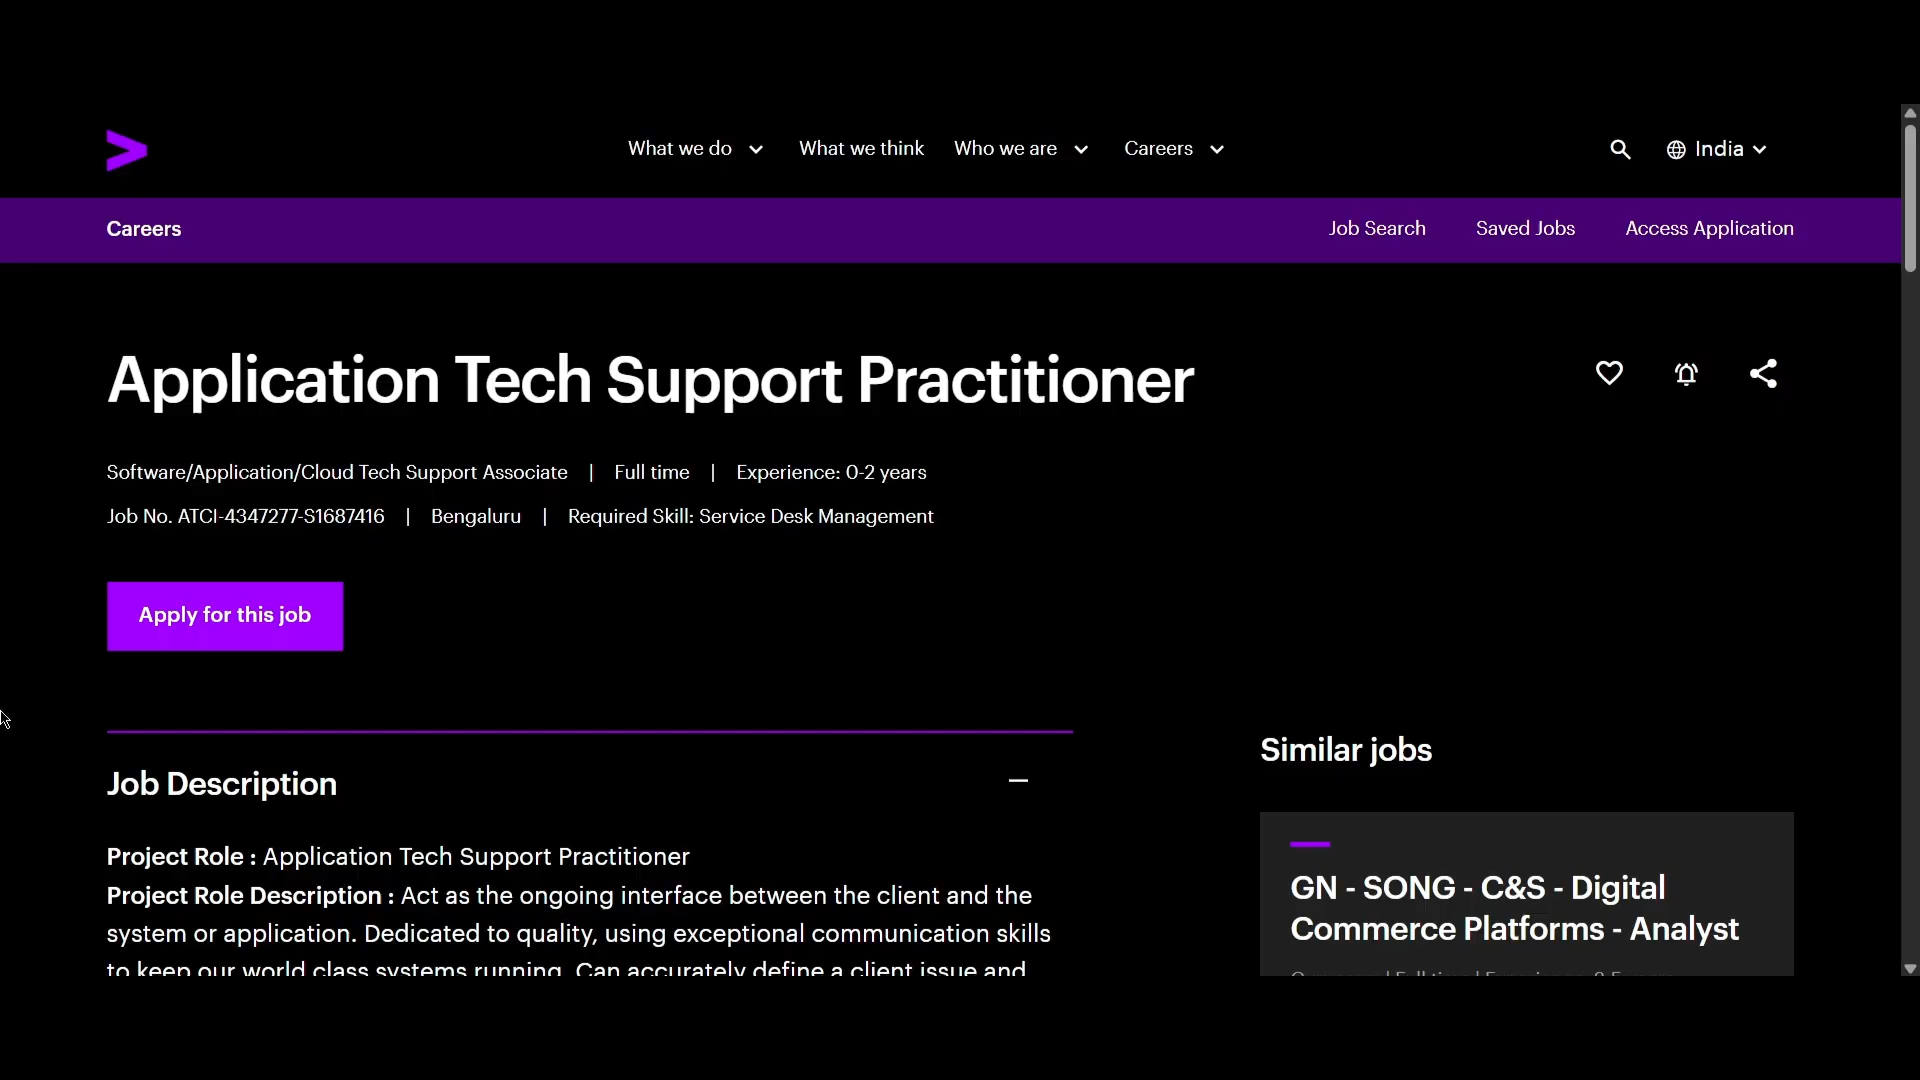 What we do
What we think
Who we are
Careers
India
Careers
Job Search
Saved Jobs
Access Application
Application Tech Support Practitioner
Software/Application/Cloud Tech Support Associate | Full time | Experience: 0-2 years
Job No. ATCI-4347277-S1687416 | Bengaluru | Required Skill: Service Desk Management
Apply for this job
Job Description
Project Role : Application Tech Support Practitioner
Project Role Description : Act as the ongoing interface between the client and the
system or application. Dedicated to quality, using exceptional communication skills
to keep our world class systems running. Can accurately define a client issue and
Similar jobs
GN - SONG - C&S - Digital
Commerce Platforms - Analyst